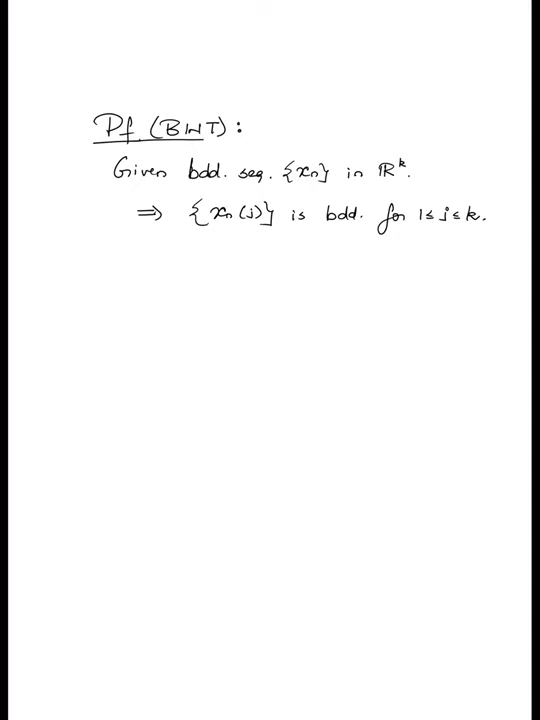 Pf (BWT):
Given bdd. seq. {xₙ} in ℝᵏ.
⇒ {xₙ(j)} is bdd. for 1≤j≤k.